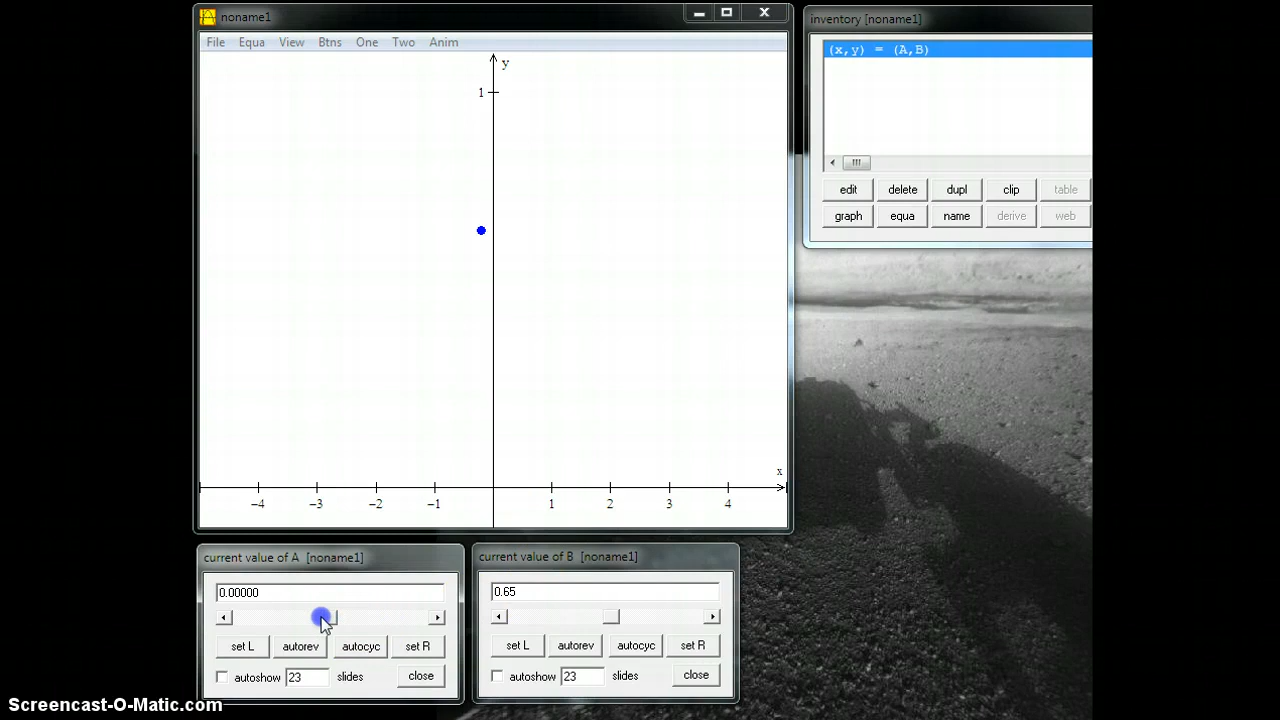 noname1
File Equa View Btns One Two Anim
y
1
x
−4 −3 −2 −1 1 2 3 4
inventory [noname1]
(x,y) = (A,B)
edit delete dupl clip table
graph equa name derive web
current value of A [noname1]
0.00000
set L autorev autocyc set R
autoshow 23 slides close
current value of B [noname1]
0.65
set L autorev autocyc set R
autoshow 23 slides close
Screencast-O-Matic.com